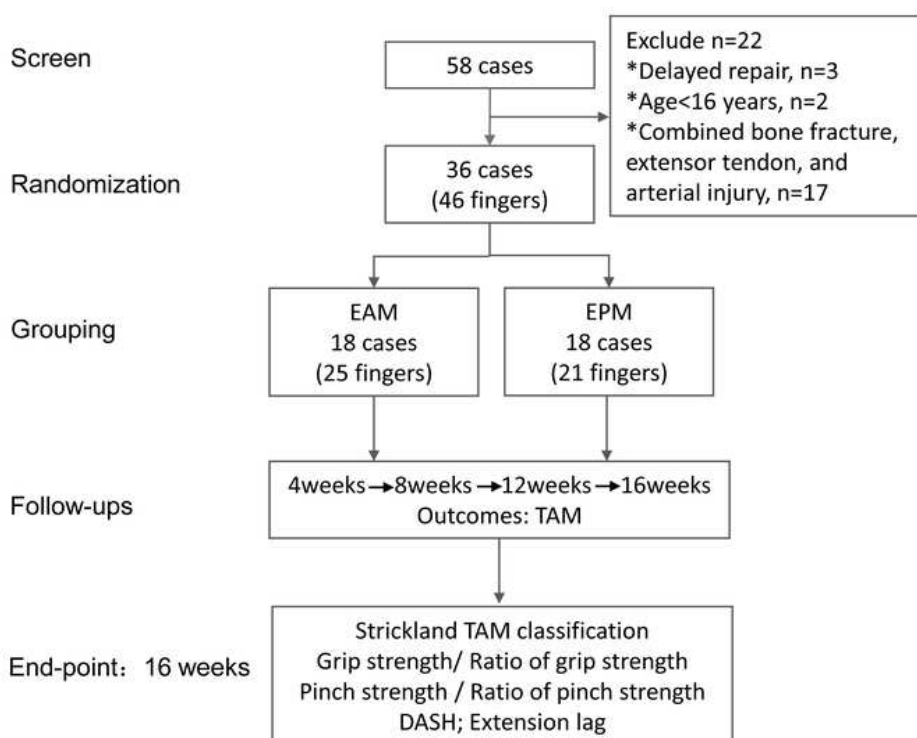 Screen
58 cases
Exclude n=22
*Delayed repair, n=3
*Age<16 years, n=2
*Combined bone fracture,
extensor tendon, and
arterial injury, n=17
Randomization
36 cases
(46 fingers)
Grouping
EAM
18 cases
(25 fingers)
EPM
18 cases
(21 fingers)
Follow-ups
4weeks→8weeks→12weeks→16weeks
Outcomes: TAM
End-point：16 weeks
Strickland TAM classification
Grip strength/ Ratio of grip strength
Pinch strength / Ratio of pinch strength
DASH; Extension lag